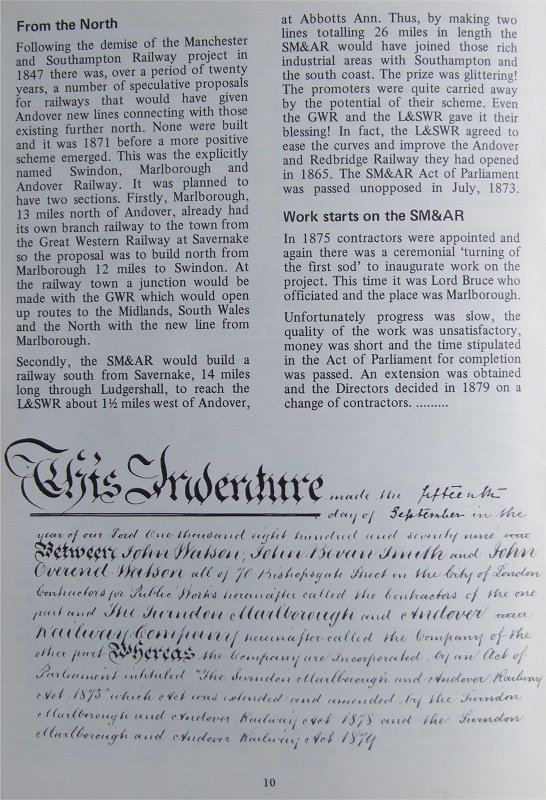 From the North
Following the demise of the Manchester
and Southampton Railway project in
1847 there was, over a period of twenty
years, a number of speculative proposals
for railways that would have given
Andover new lines connecting with those
existing further north. None were built
and it was 1871 before a more positive
scheme emerged. This was the explicitly
named Swindon, Marlborough and
Andover Railway. It was planned to
have two sections. Firstly, Marlborough,
13 miles north of Andover, already had
its own branch railway to the town from
the Great Western Railway at Savernake
so the proposal was to build north from
Marlborough 12 miles to Swindon. At
the railway town a junction would be
made with the GWR which would open
up routes to the Midlands, South Wales
and the North with the new line from
Marlborough.
Secondly, the SM&AR would build a
railway south from Savernake, 14 miles
long through Ludgershall, to reach the
L&SWR about 1½ miles west of Andover,
at Abbotts Ann. Thus, by making two
lines totalling 26 miles in length the
SM&AR would have joined those rich
industrial areas with Southampton and
the south coast. The prize was glittering!
The promoters were quite carried away
by the potential of their scheme. Even
the GWR and the L&SWR gave it their
blessing! In fact, the L&SWR agreed to
ease the curves and improve the Andover
and Redbridge Railway they had opened
in 1865. The SM&AR Act of Parliament
was passed unopposed in July, 1873.
Work starts on the SM&AR
In 1875 contractors were appointed and
again there was a ceremonial ‘turning of
the first sod’ to inaugurate work on the
project. This time it was Lord Bruce who
officiated and the place was Marlborough.
Unfortunately progress was slow, the
quality of the work was unsatisfactory,
money was short and the time stipulated
in the Act of Parliament for completion
was passed. An extension was obtained
and the Directors decided in 1879 on a
change of contractors. .........
This Indenture made the fifteenth
day of September in the
year of our Lord One thousand eight hundred and seventy nine
Between John Watson, John Bevan Smith and John
Overend Watson all of 70 Bishopsgate Street in the City of London
Contractors for Public Works hereinafter called the Contractors of the one
part and The Swindon Marlborough and Andover
Railway Company hereinafter called the Company of the
other part Whereas the Company are Incorporated by an Act of
Parliament intituled "The Swindon Marlborough and Andover Railway
Act 1873" which Act was extended and amended by the Swindon
Marlborough and Andover Railway Act 1878 and the Swindon
Marlborough and Andover Railway Act 1879
10